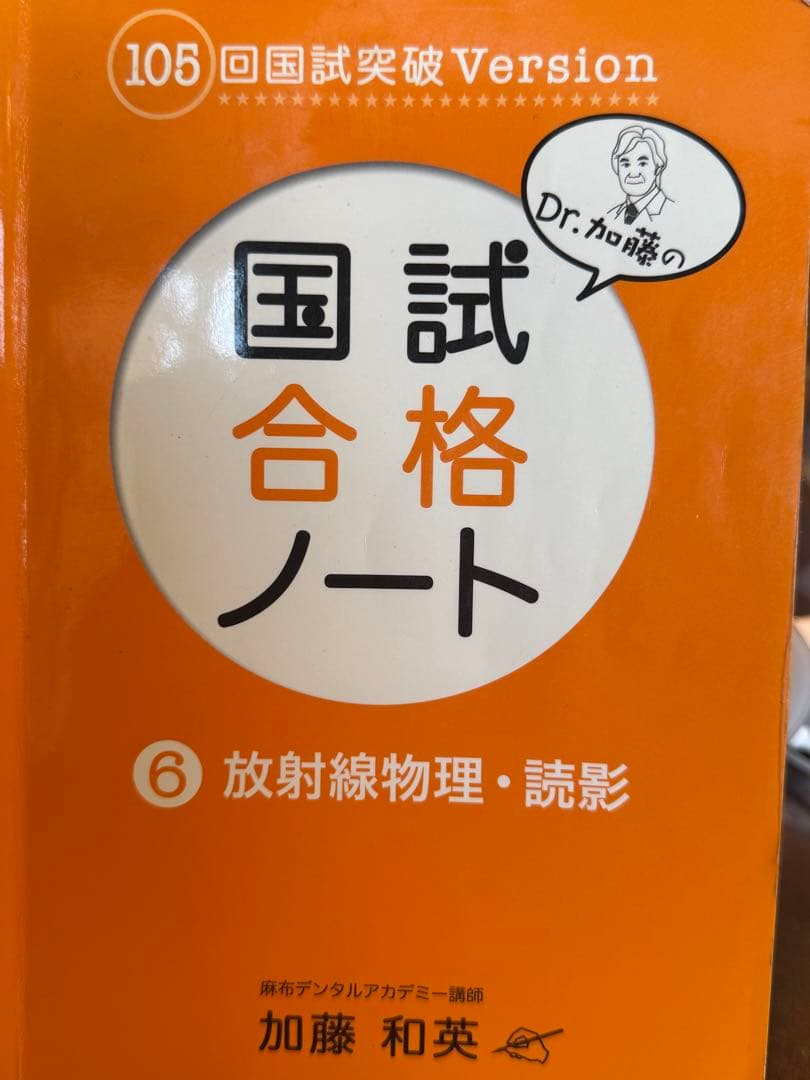 105回国試突破Version
Dr.加藤の
国試
合格
ノート
6 放射線物理・読影
麻布デンタルアカデミー講師
加藤 和英